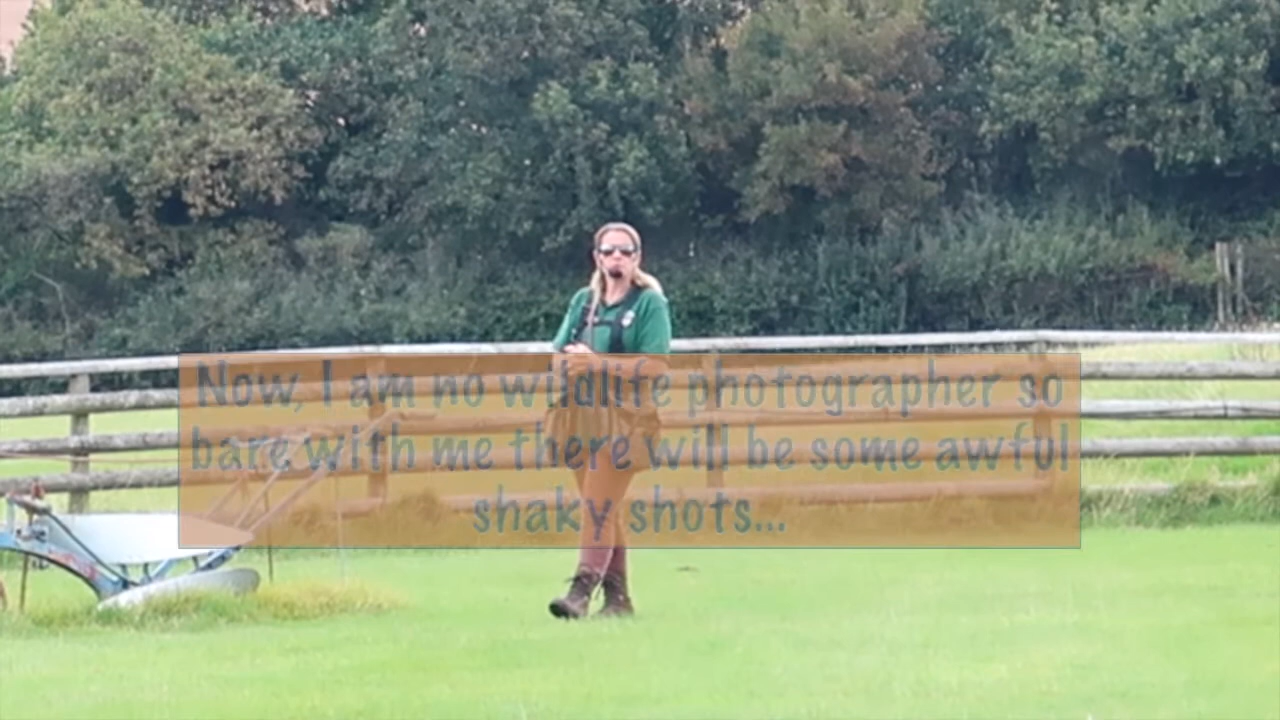 Now, I am no wildlife photographer so
bare with me there will be some awful
shaky shots...